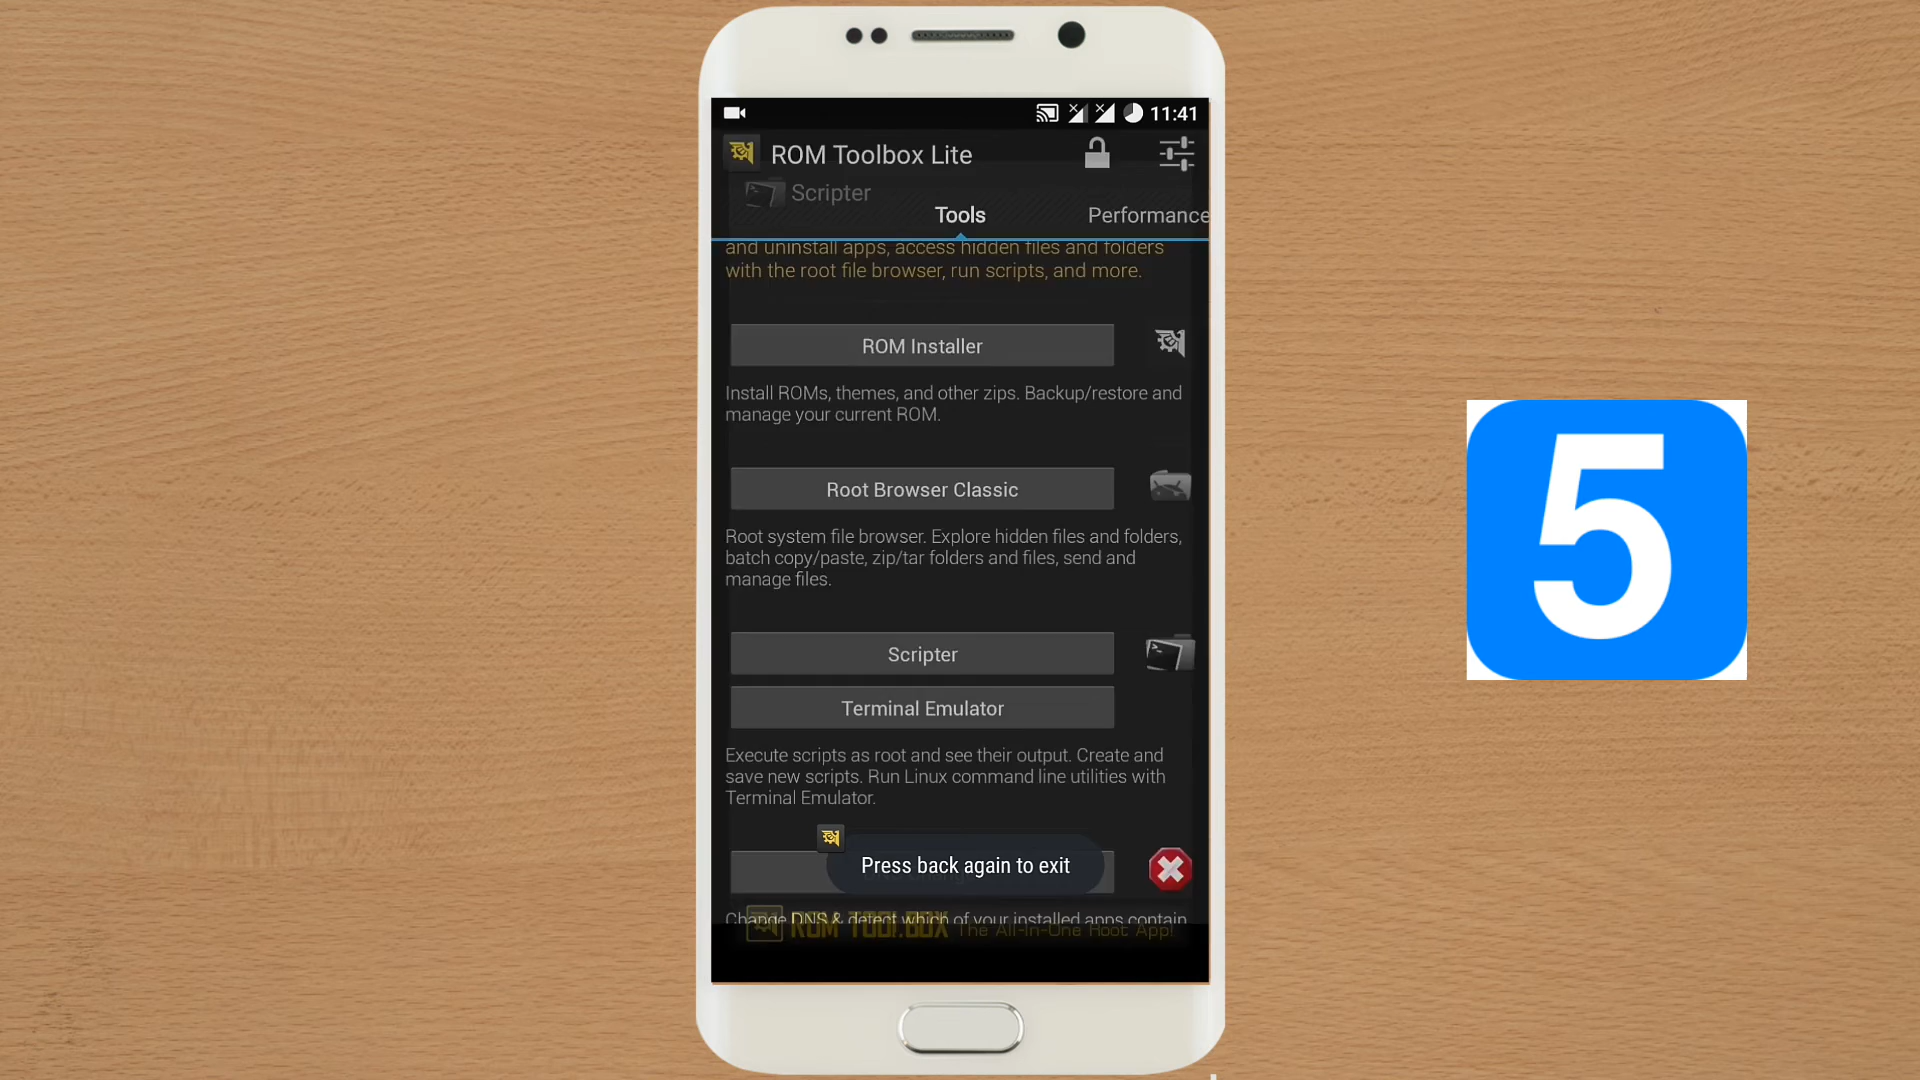 11:41
ROM Toolbox Lite
Scripter
Tools
Performance
and uninstall apps, access hidden files and folders
with the root file browser, run scripts, and more.
ROM Installer
Install ROMs, themes, and other zips. Backup/restore and
manage your current ROM.
Root Browser Classic
Root system file browser. Explore hidden files and folders,
batch copy/paste, zip/tar folders and files, send and
manage files.
Scripter
Terminal Emulator
Execute scripts as root and see their output. Create and
save new scripts. Run Linux command line utilities with
Terminal Emulator.
Press back again to exit
Change DNS & detect which of your installed apps contain
ROM TOOLBOX The All-In-One Root App!
5